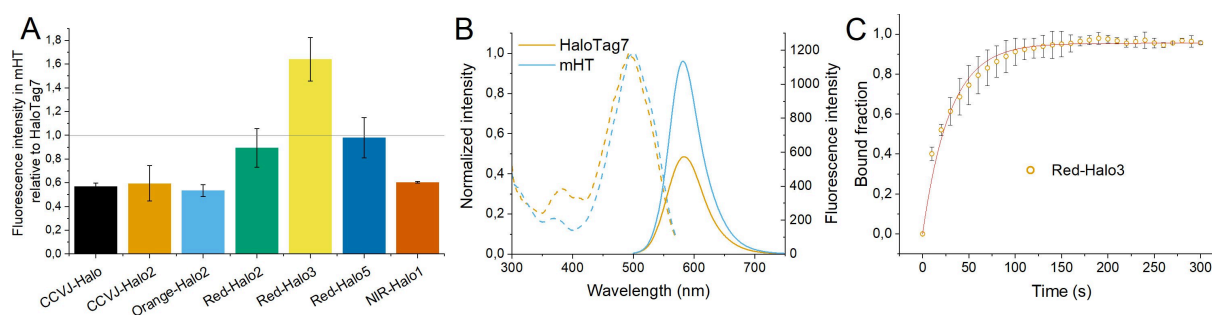 A
Fluorescence intensity in mHT
relative to HaloTag7
1,8
1,6
1,4
1,2
1,0
0,8
0,6
0,4
0,2
0,0
CCVJ-Halo
CCVJ-Halo2
Orange-Halo2
Red-Halo2
Red-Halo3
Red-Halo5
NIR-Halo1
B
HaloTag7
mHT
Normalized intensity
1,0
0,8
0,6
0,4
0,2
0,0
300
400
500
600
700
Wavelength (nm)
1200
1000
800
600
400
200
0
Fluorescence intensity
C
Bound fraction
1,0
0,8
0,6
0,4
0,2
0,0
Red-Halo3
0
50
100
150
200
250
300
Time (s)